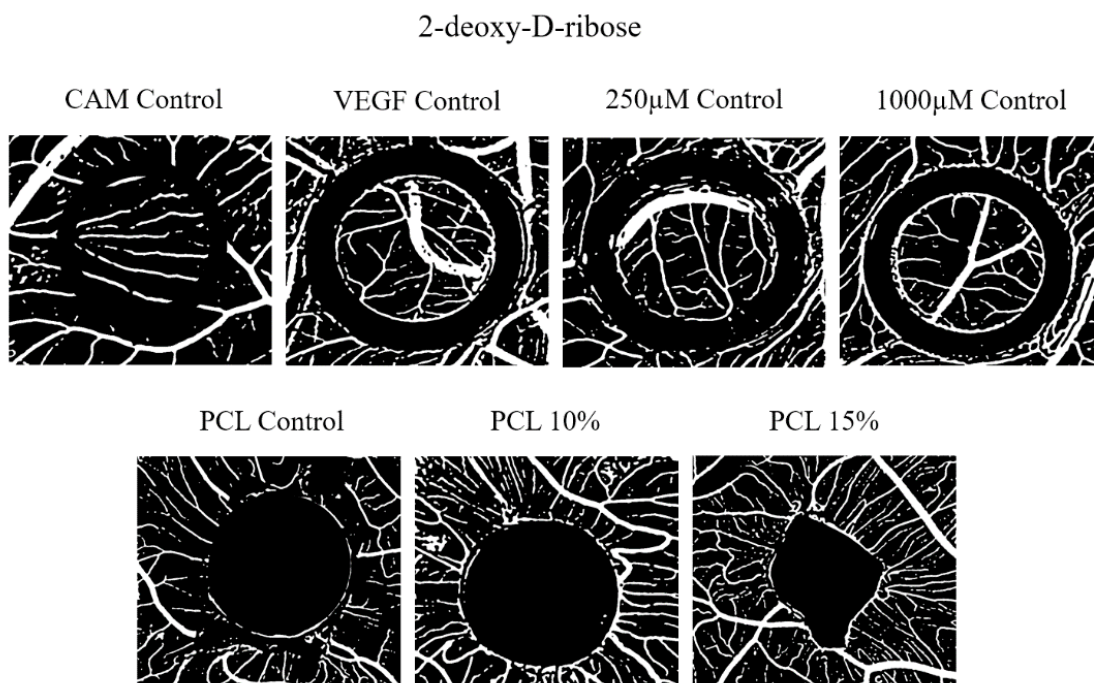 2-deoxy-D-ribose
CAM Control VEGF Control 250µM Control 1000µM Control
PCL Control PCL 10% PCL 15%